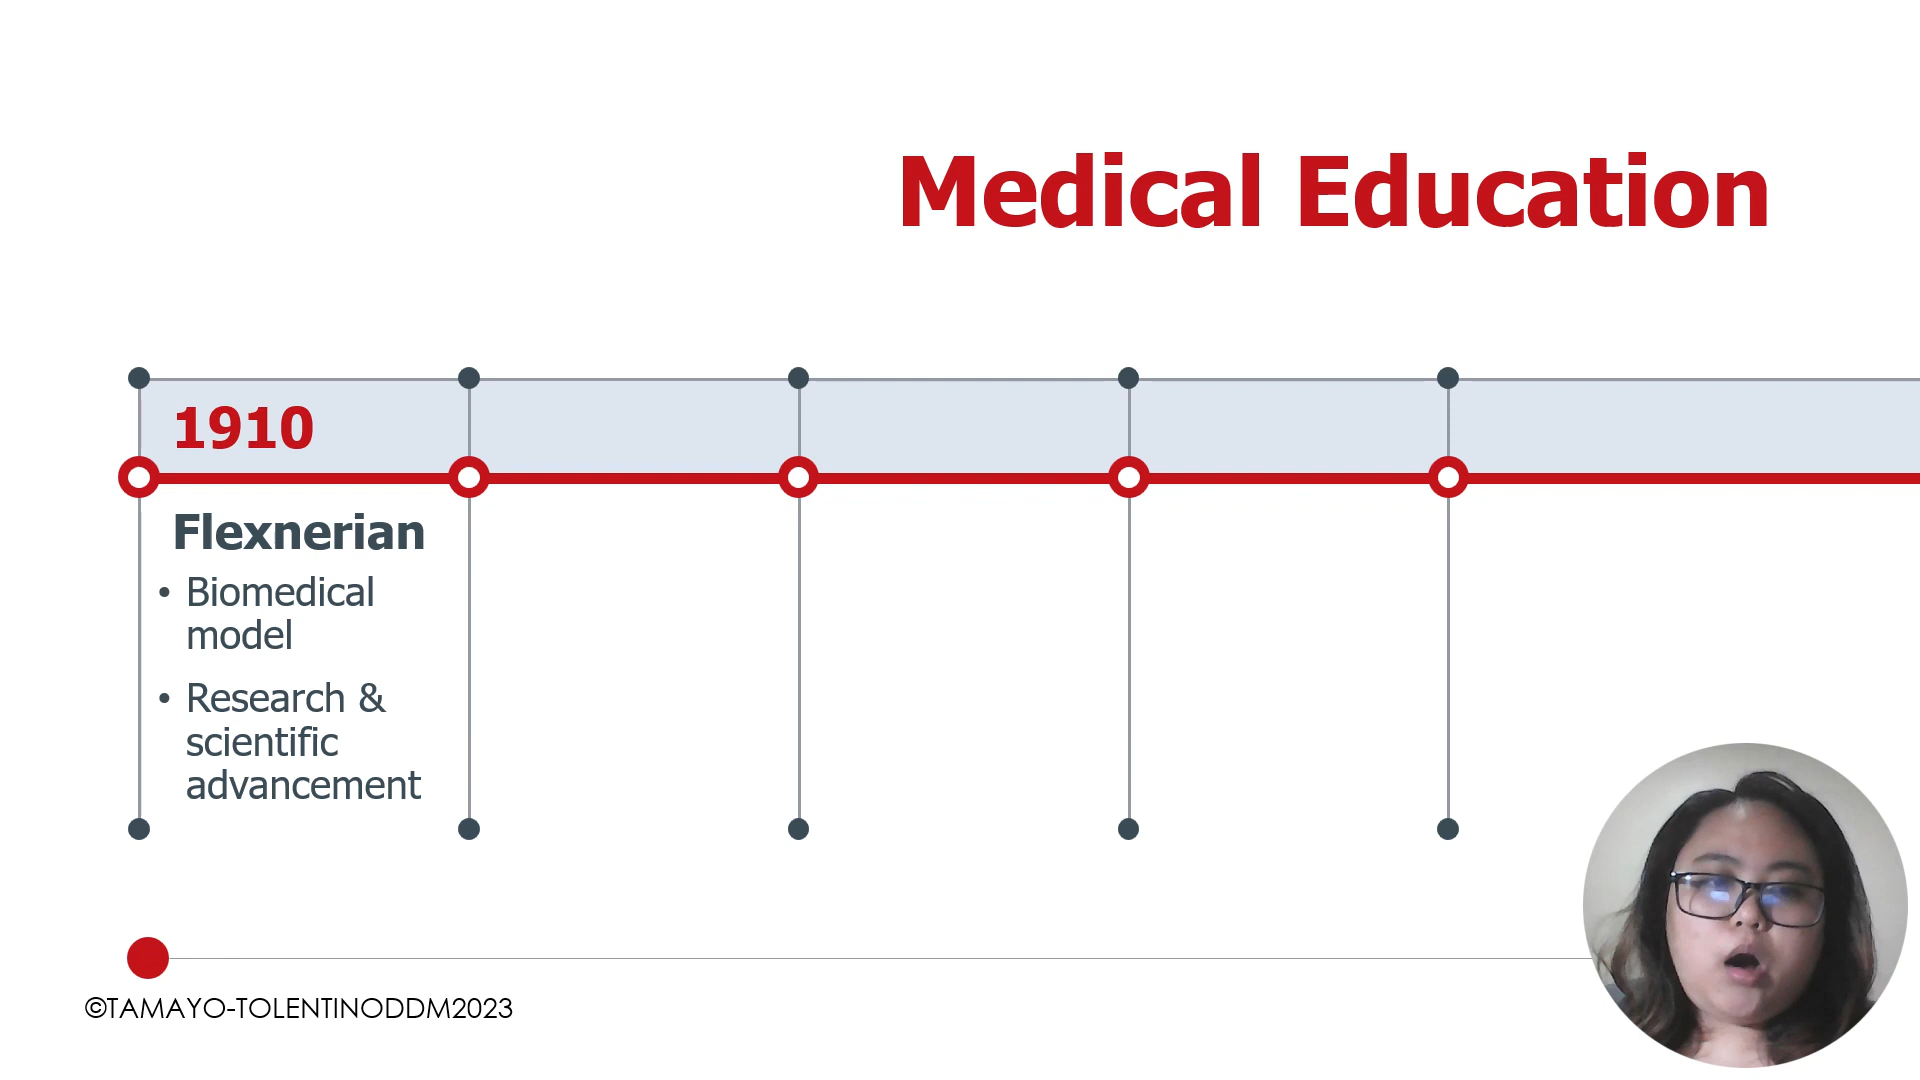 Medical Education
1910
Flexnerian
• Biomedical
model
• Research &
scientific
advancement
©TAMAYO-TOLENTINODDM2023